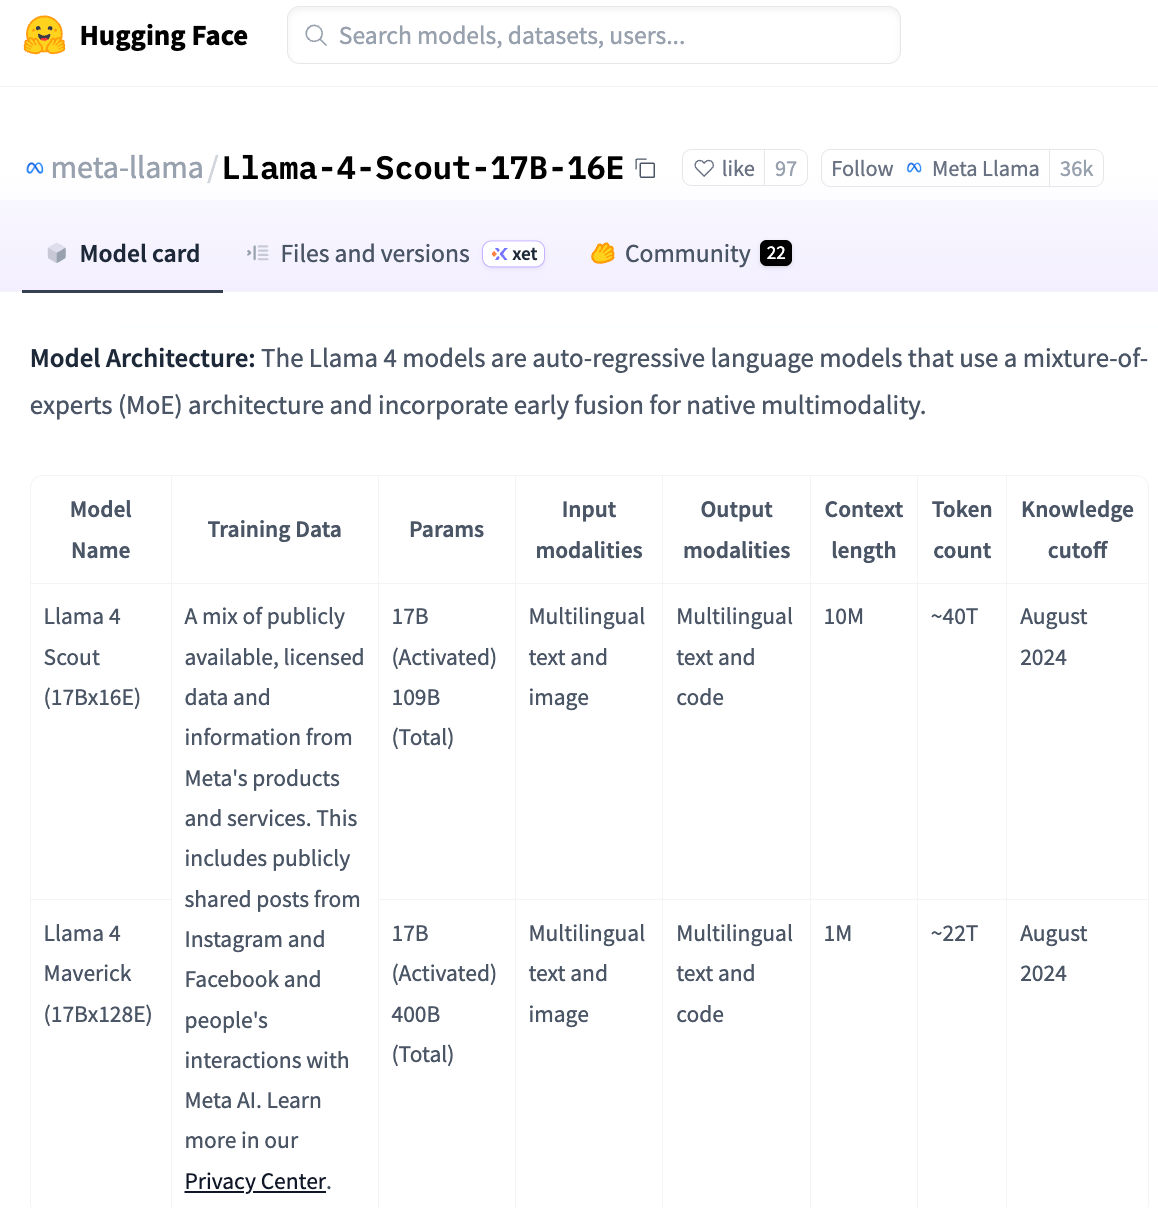 Hugging Face
Search models, datasets, users...
meta-llama/Llama-4-Scout-17B-16E
like 97
Follow Meta Llama 36k
Model card
Files and versions
xet
Community 22
Model Architecture: The Llama 4 models are auto-regressive language models that use a mixture-of-
experts (MoE) architecture and incorporate early fusion for native multimodality.
Model
Name
Training Data
Params
Input
modalities
Output
modalities
Context
length
Token
count
Knowledge
cutoff
Llama 4
Scout
(17Bx16E)
A mix of publicly
available, licensed
data and
information from
Meta's products
and services. This
includes publicly
shared posts from
Instagram and
Facebook and
people's
interactions with
Meta AI. Learn
more in our
Privacy Center.
17B
(Activated)
109B
(Total)
Multilingual
text and
image
Multilingual
text and
code
10M
~40T
August
2024
Llama 4
Maverick
(17Bx128E)
17B
(Activated)
400B
(Total)
Multilingual
text and
image
Multilingual
text and
code
1M
~22T
August
2024